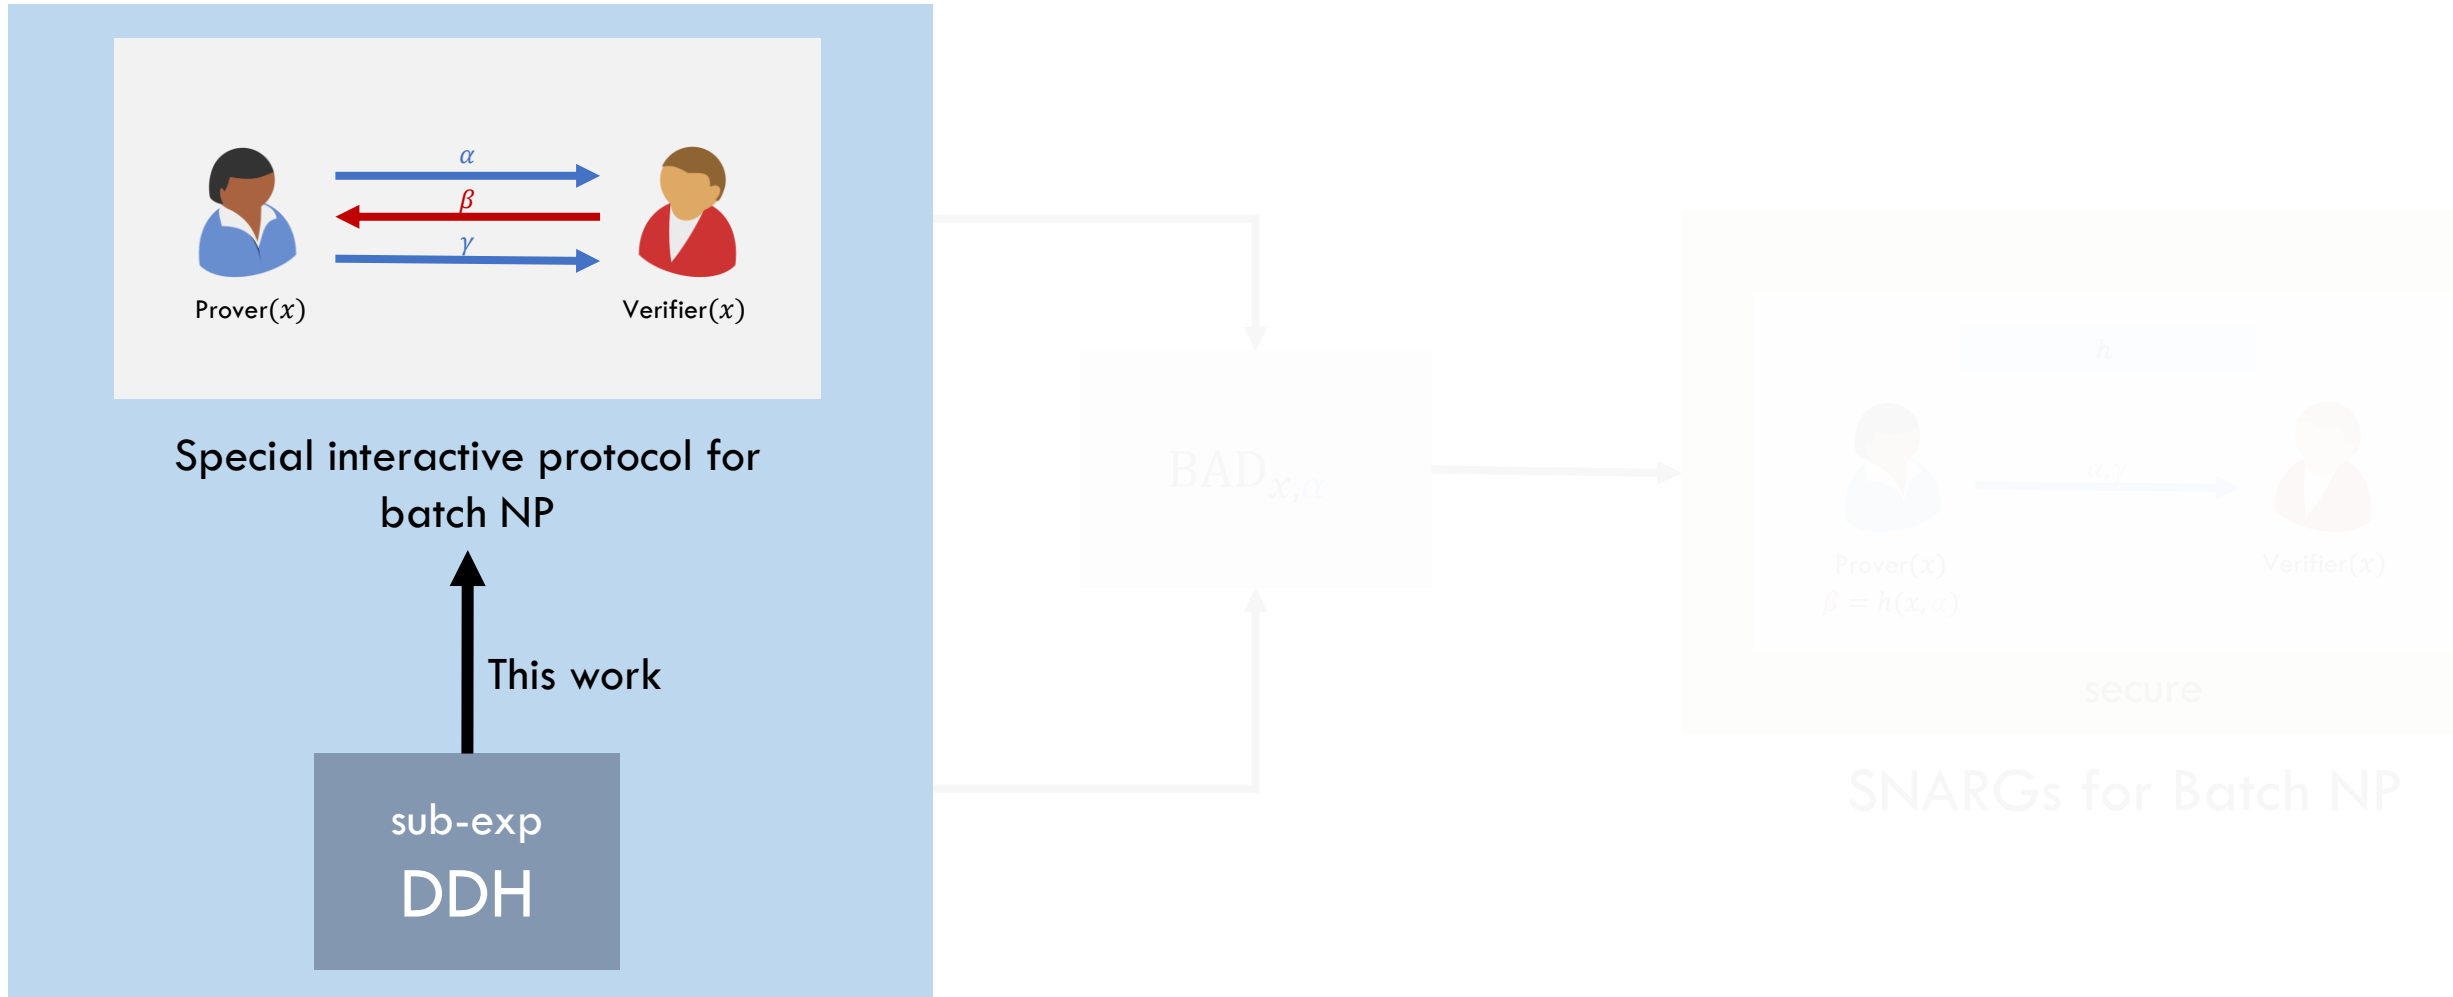 α
β
γ
Prover(x)
Verifier(x)
Special interactive protocol for
batch NP
This work
sub-exp
DDH
BAD_{x,α}
h
α, γ
Prover(x)
Verifier(x)
β = h(x, α)
secure
SNARGs for Batch NP